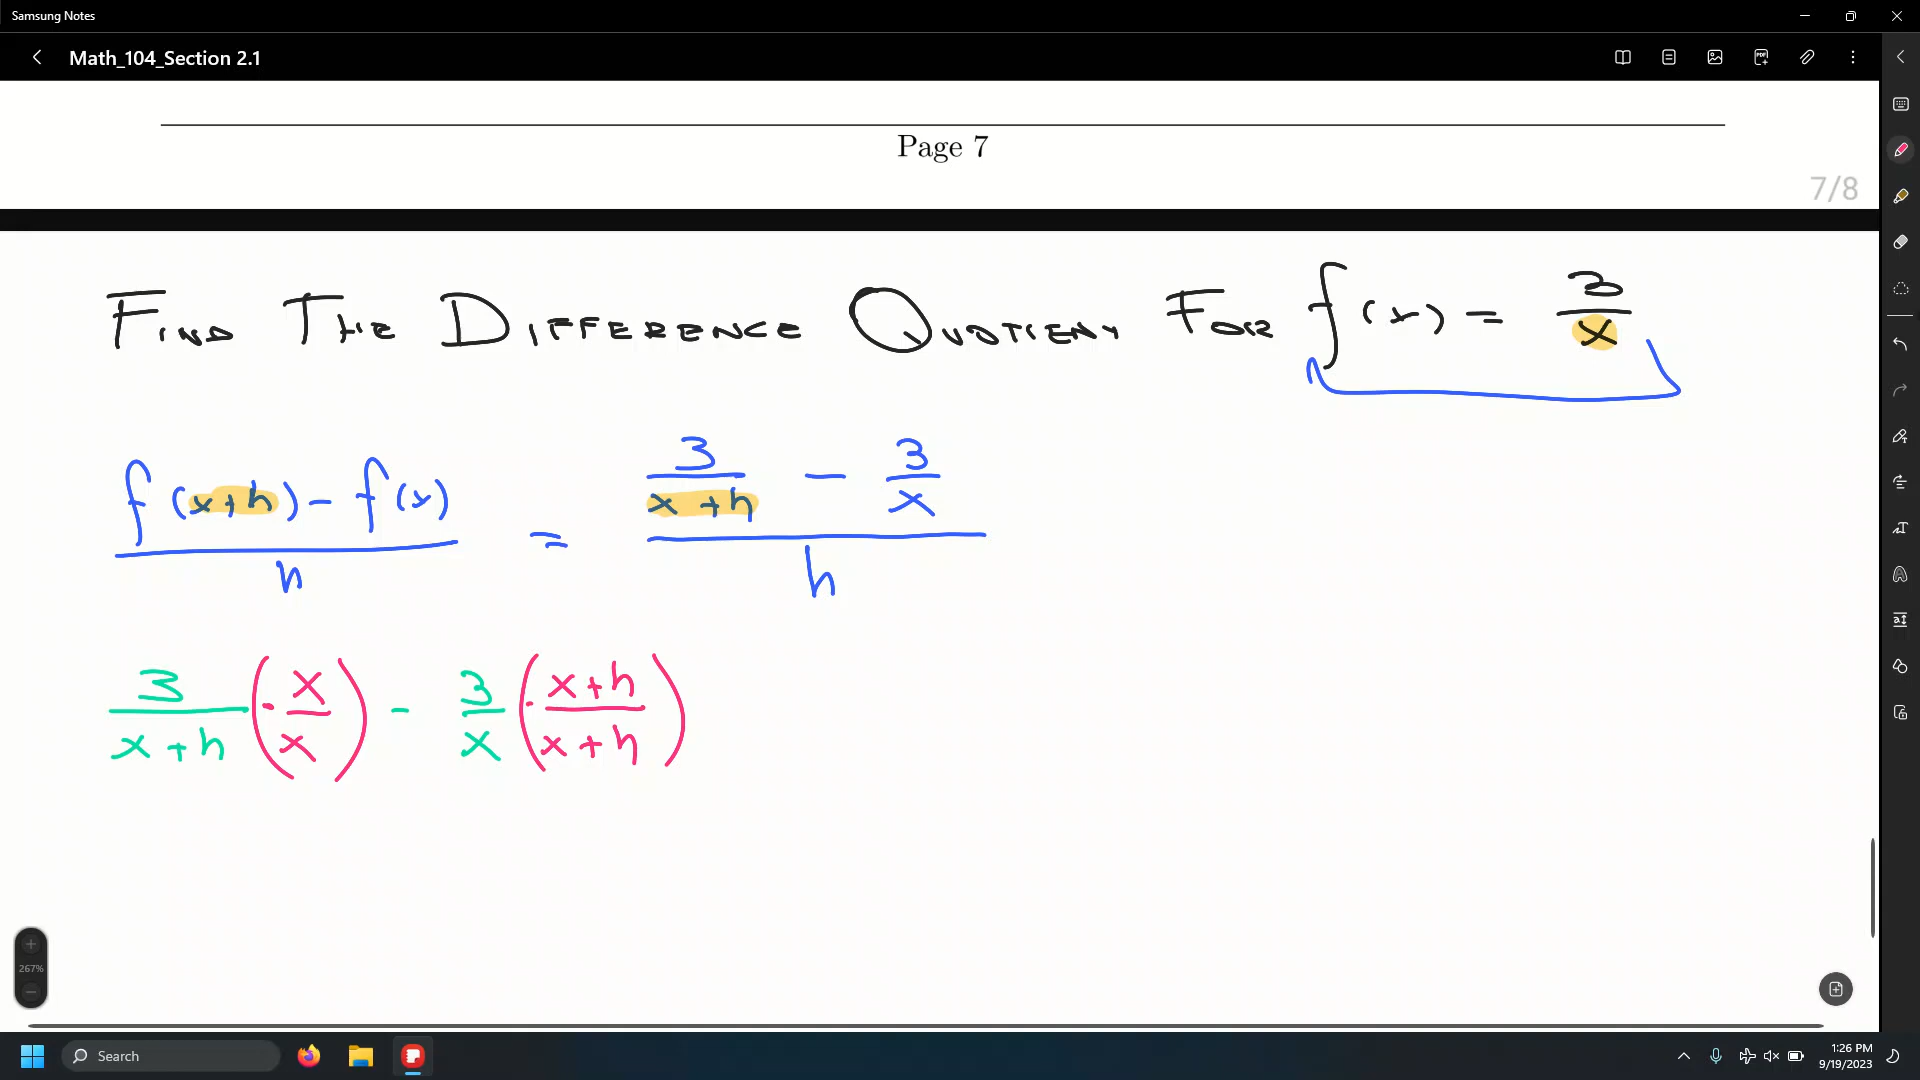 Samsung Notes
Math_104_Section 2.1
Page 7
7/8
FIND THE DIFFERENCE QUOTIENT FOR f(x) = 3/x
(f(x+h) - f(x))/h = (3/(x+h) - 3/x)/h
3/(x+h) (· x/x) - 3/x (· (x+h)/(x+h))
267%
Search
1:26 PM
9/19/2023